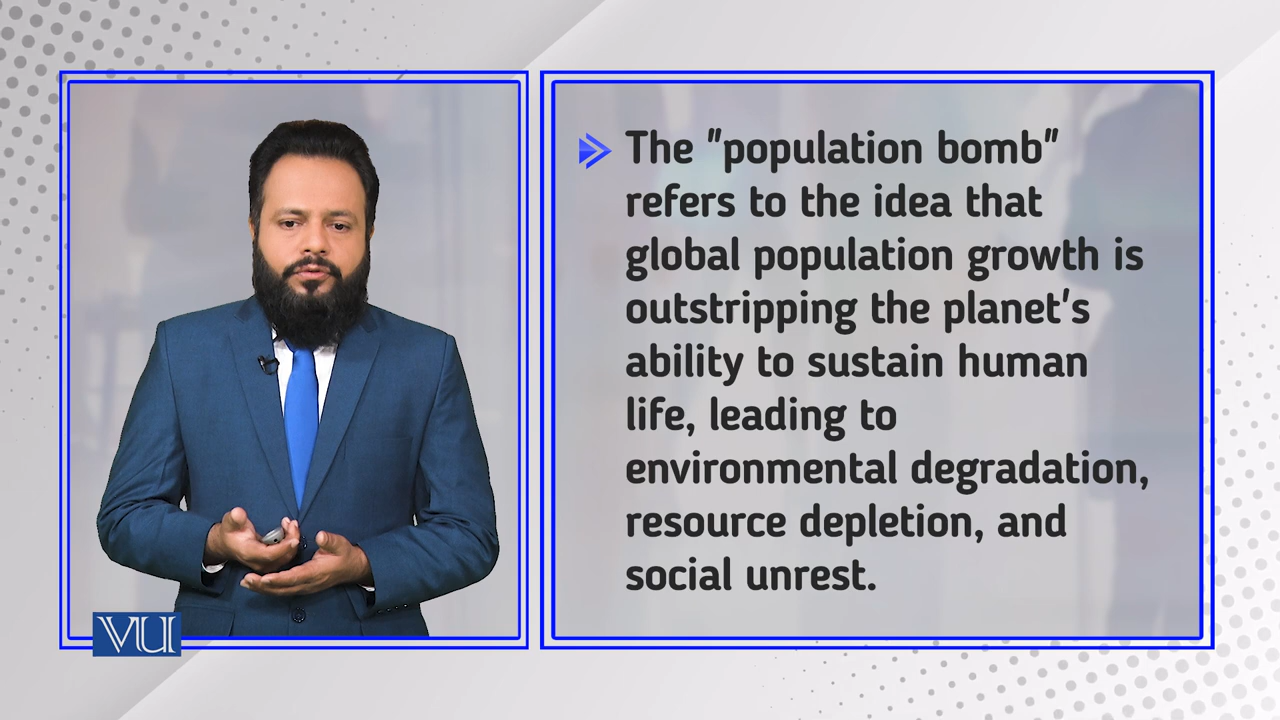 The "population bomb"
refers to the idea that
global population growth is
outstripping the planet's
ability to sustain human
life, leading to
environmental degradation,
resource depletion, and
social unrest.
VU